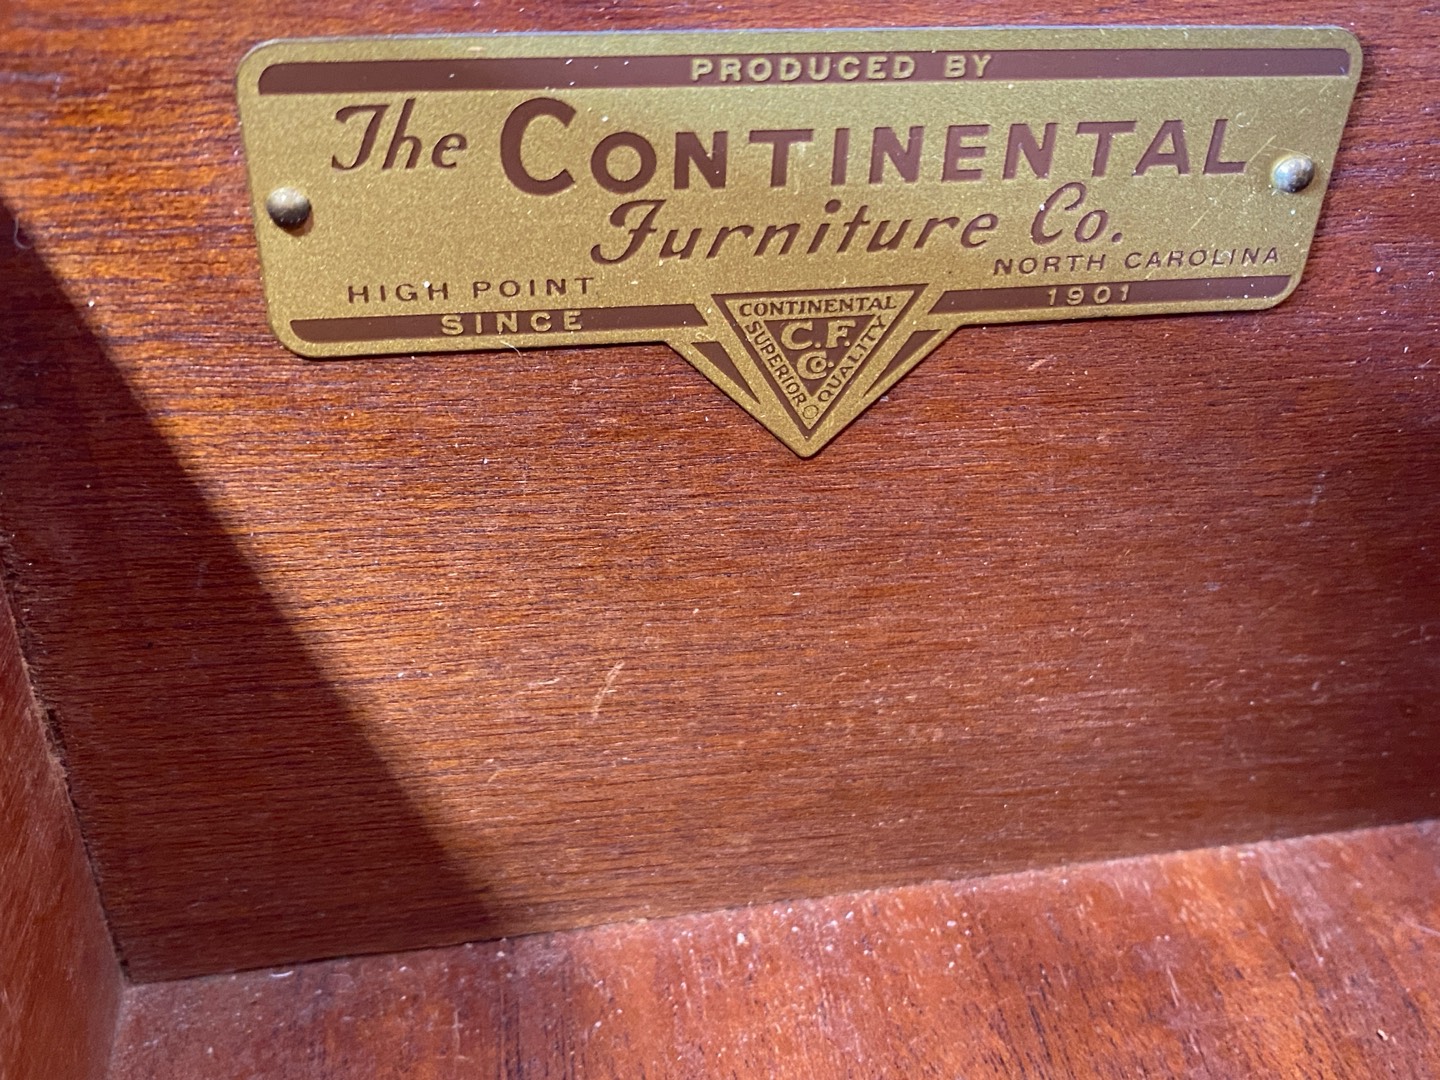 PRODUCED BY
The CONTINENTAL
Furniture Co.
HIGH POINT NORTH CAROLINA
SINCE 1901
CONTINENTAL
SUPERIOR QUALITY
C.F.
Co.